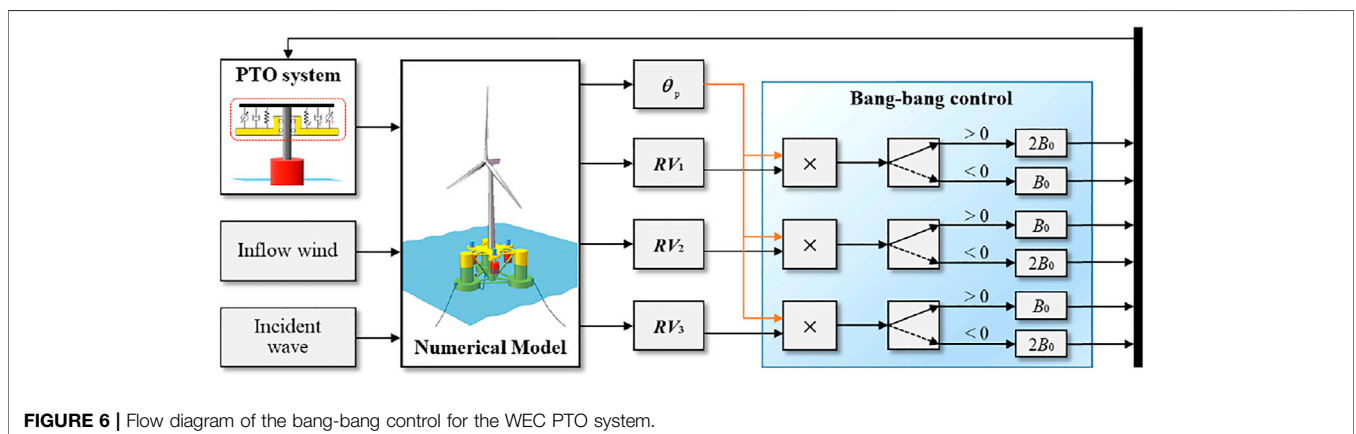 PTO system
Inflow wind
Incident
wave
Numerical Model
θ̇ₚ
RV₁
RV₂
RV₃
Bang-bang control
×
> 0
2B₀
< 0
B₀
×
> 0
B₀
< 0
2B₀
×
> 0
B₀
< 0
2B₀
FIGURE 6 | Flow diagram of the bang-bang control for the WEC PTO system.